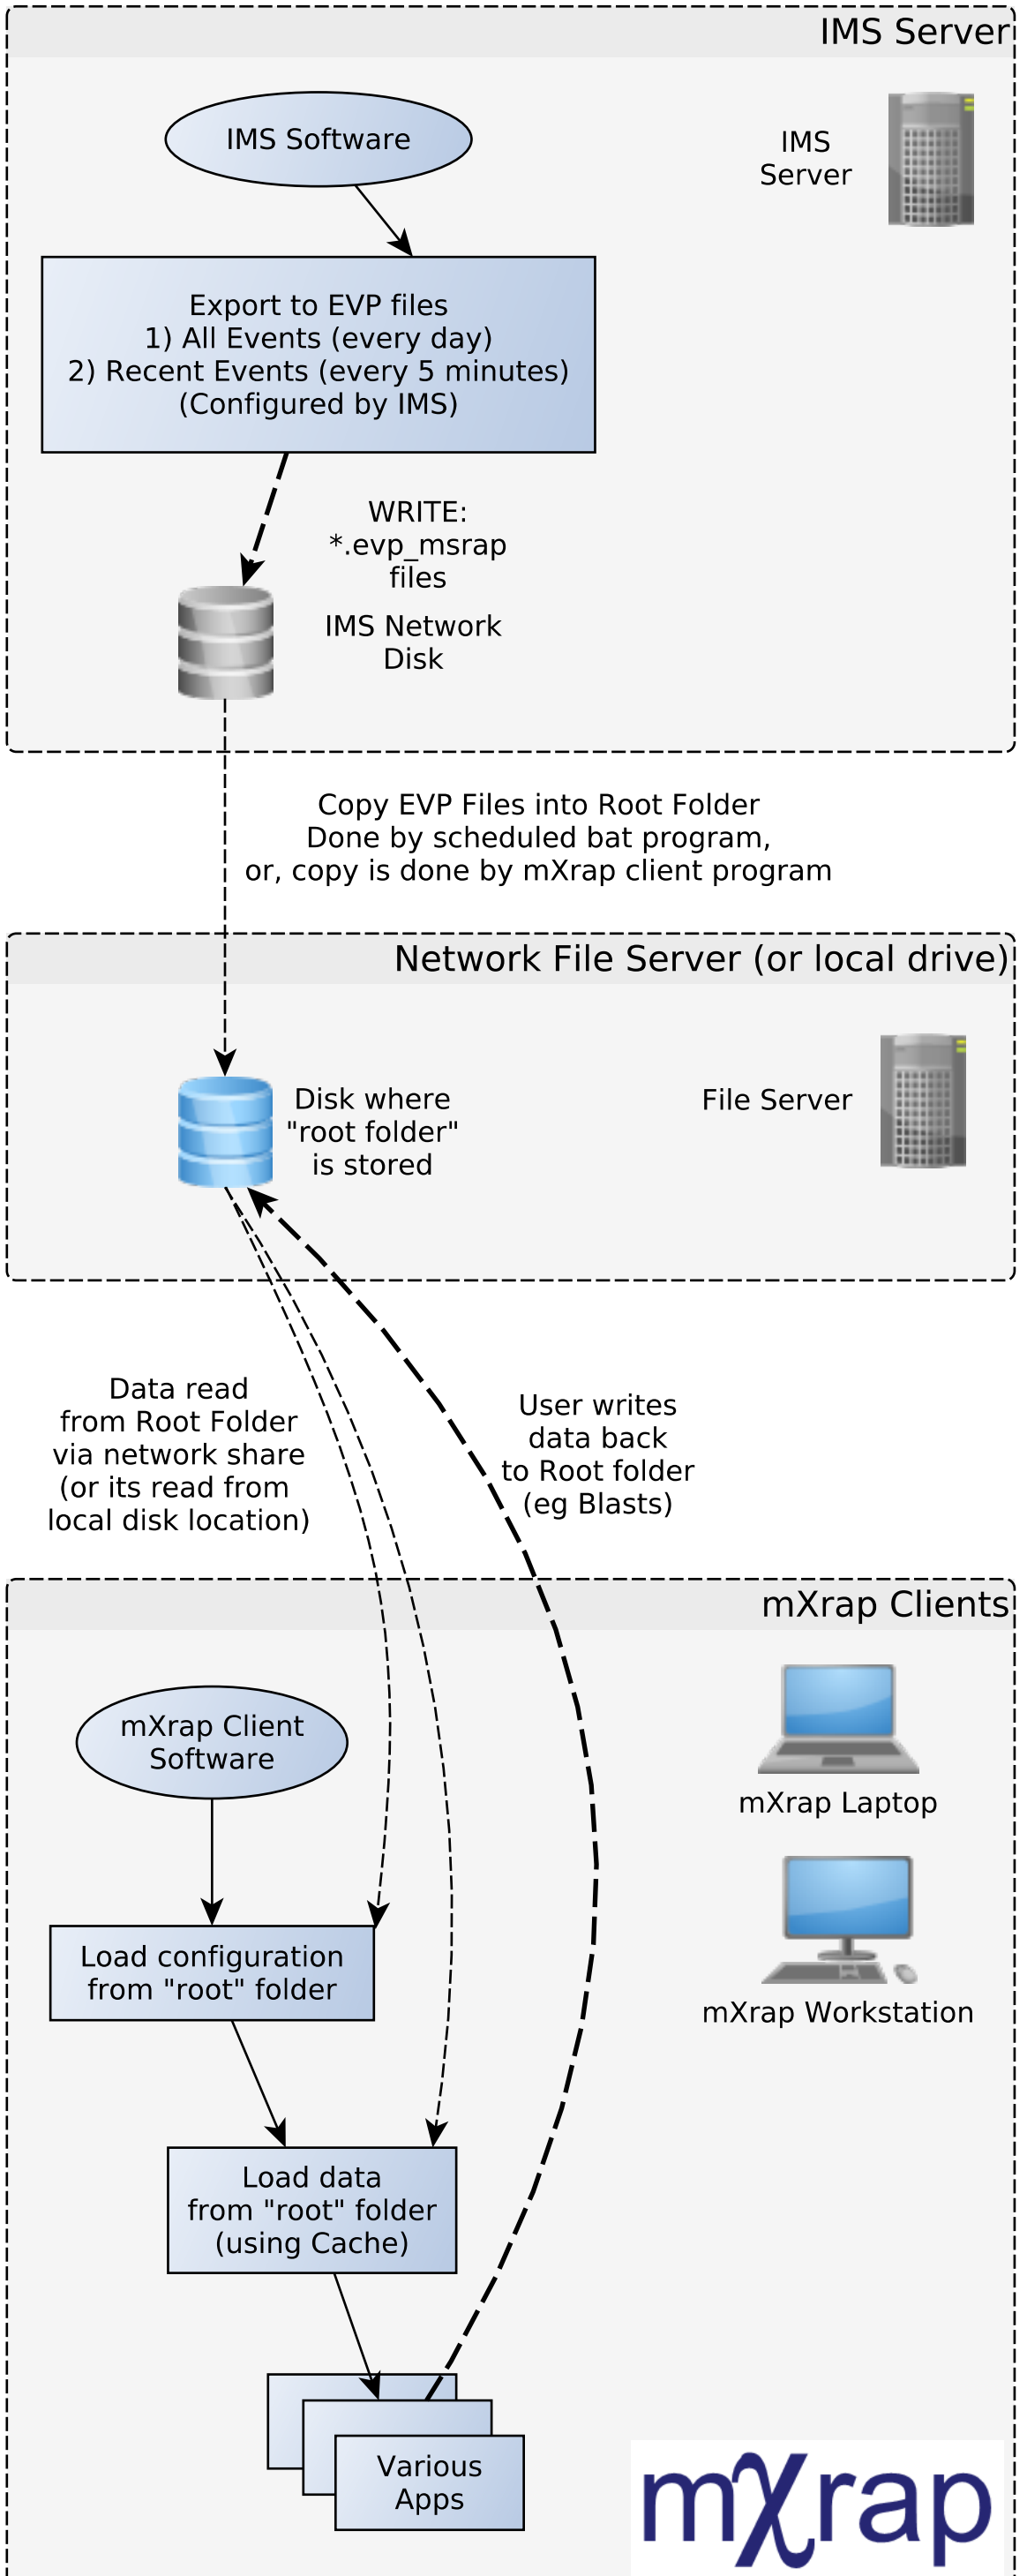 IMS Server
IMS Software
IMS
Server
Export to EVP files
1) All Events (every day)
2) Recent Events (every 5 minutes)
(Configured by IMS)
WRITE:
*.evp_msrap
files
IMS Network
Disk
Copy EVP Files into Root Folder
Done by scheduled bat program,
or, copy is done by mXrap client program
Network File Server (or local drive)
Disk where
"root folder"
is stored
File Server
Data read
from Root Folder
via network share
(or its read from
local disk location)
User writes
data back
to Root folder
(eg Blasts)
mXrap Clients
mXrap Client
Software
mXrap Laptop
Load configuration
from "root" folder
mXrap Workstation
Load data
from "root" folder
(using Cache)
Various
Apps
mXrap